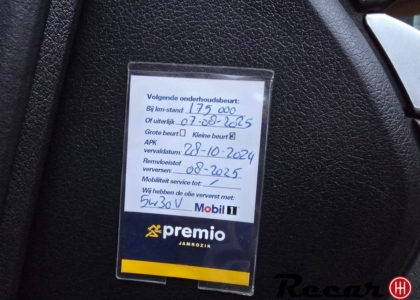 Volgende onderhoudsbeurt:
Bij km-stand: 175 000
Of uiterlijk 07-08-2025
Grote beurt Kleine beurt
APK
vervaldatum: 28-10-2024
Remvloeistof
verversen: 08-2025
Mobiliteit service tot: /
Wij hebben de olie ververst met:
5w30V Mobil 1
premio
JAMROZIK
Recar H